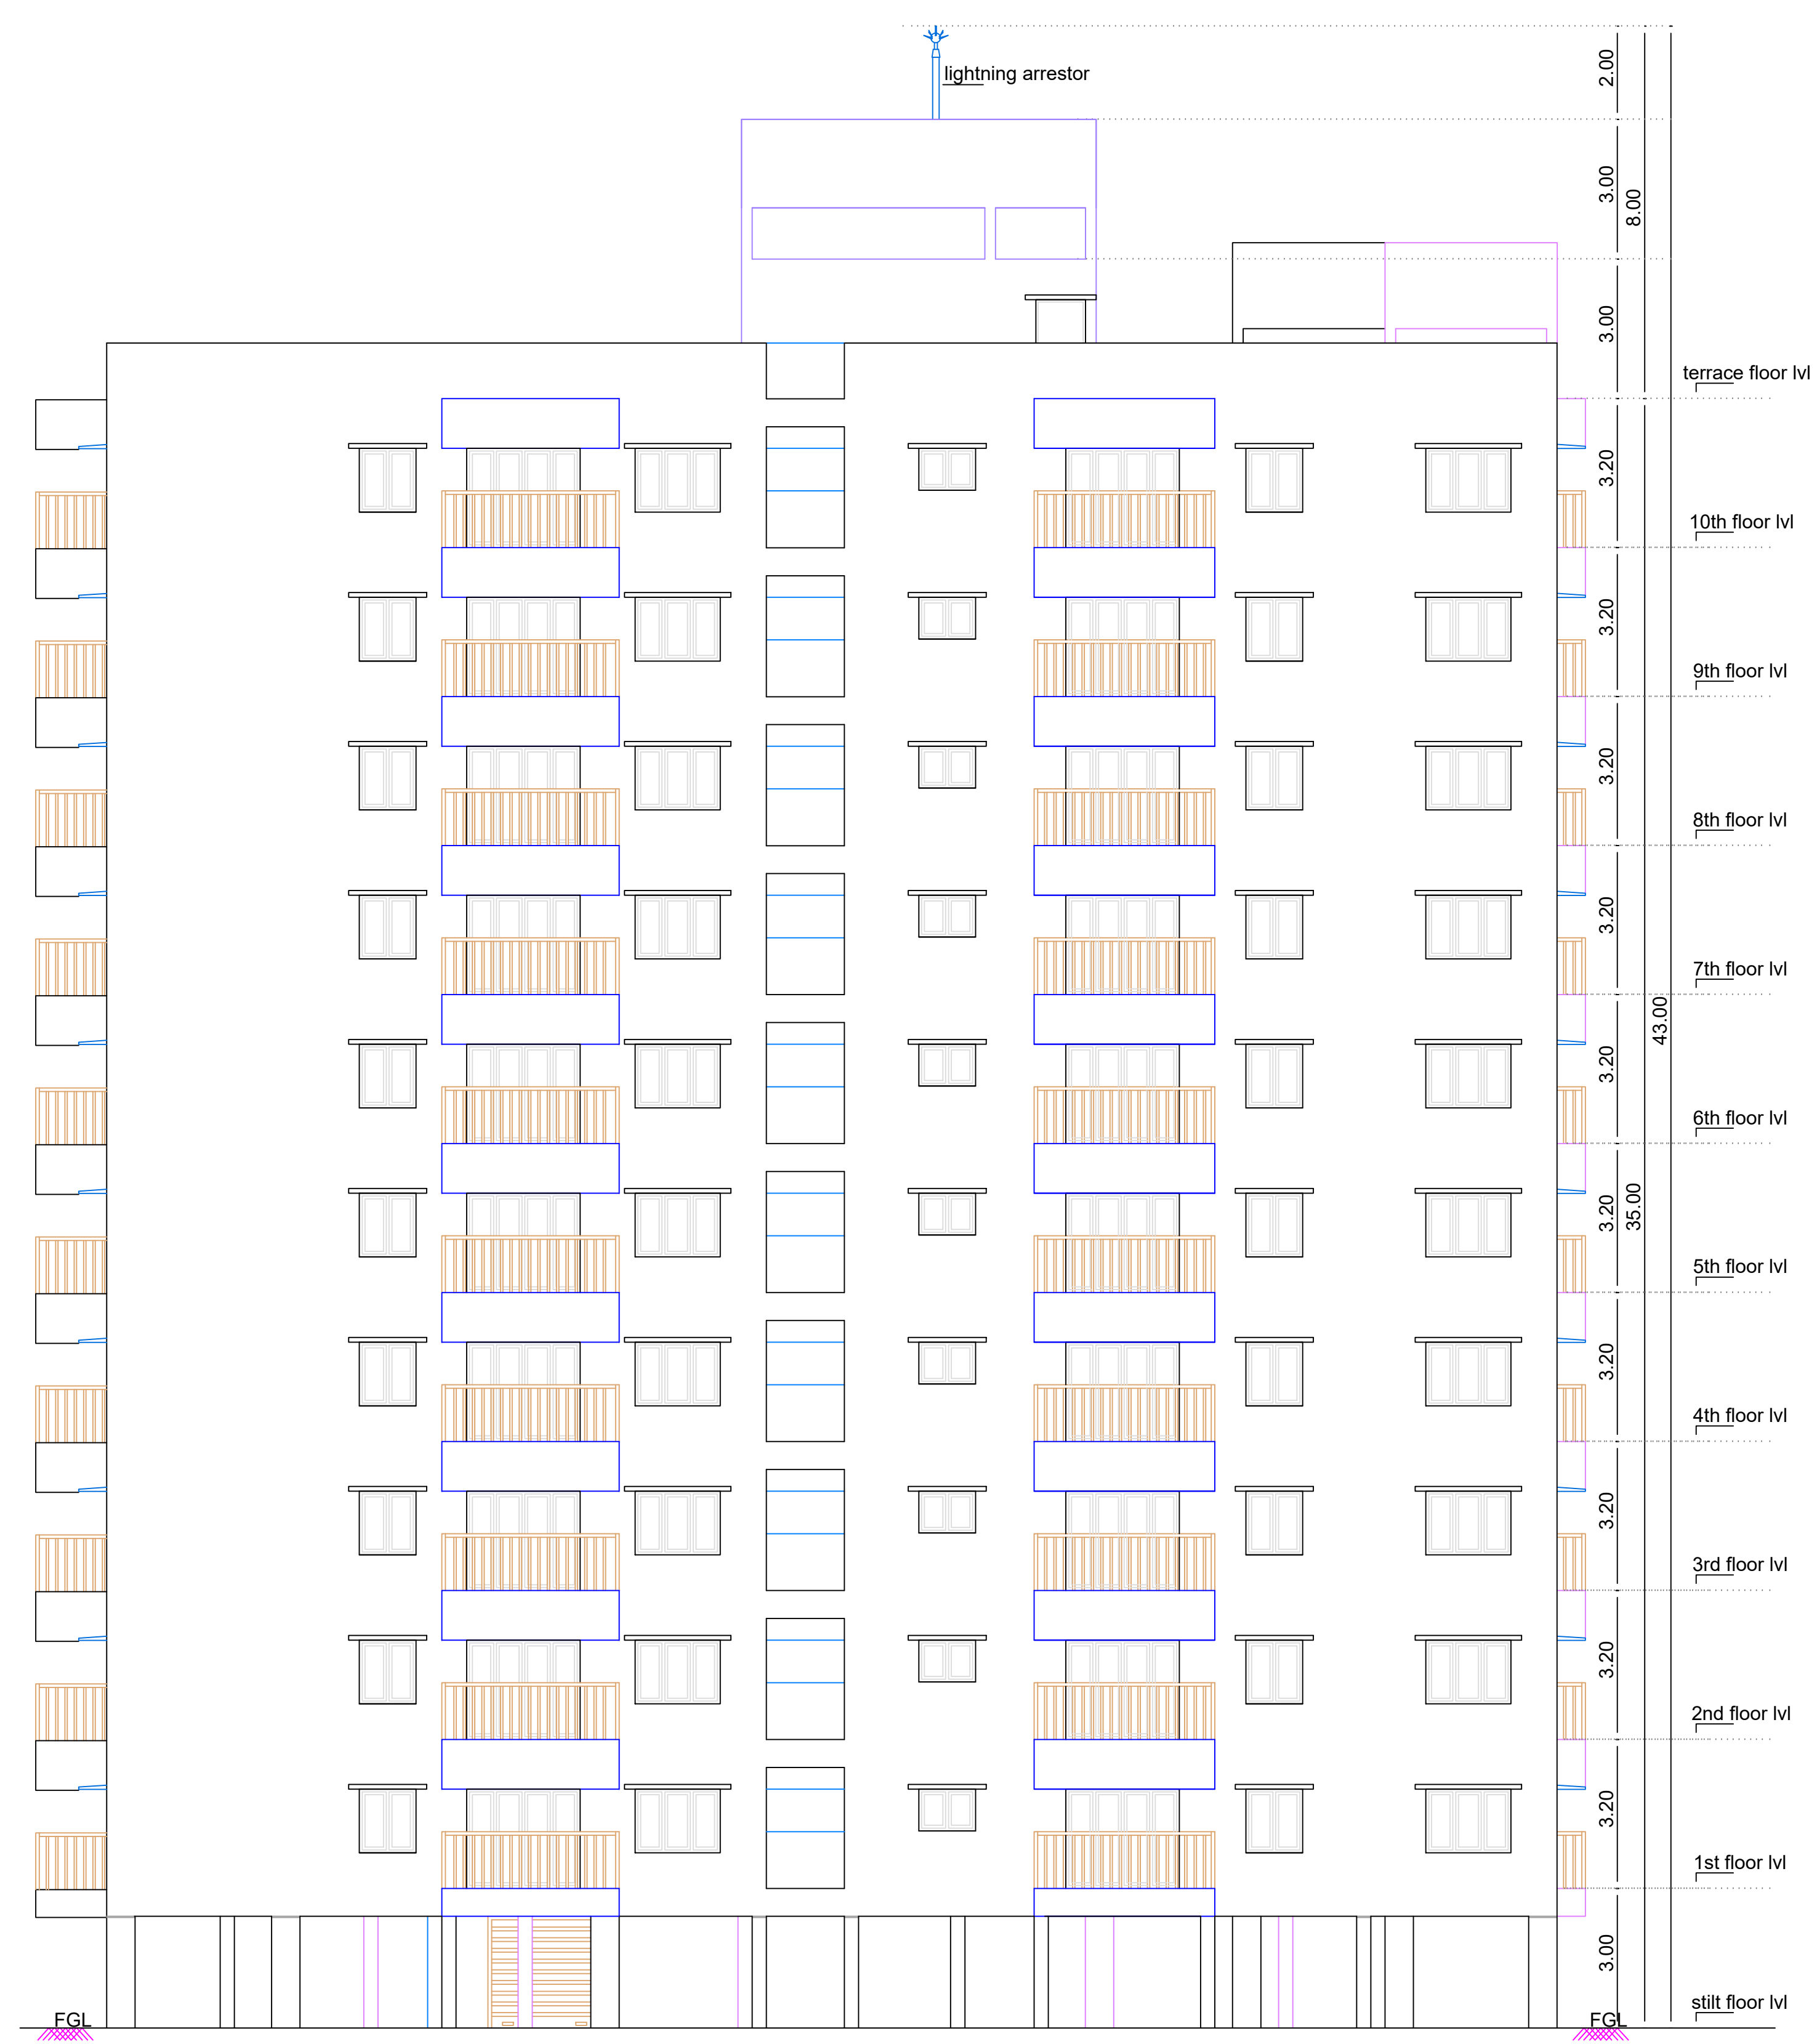 2.00
lightning arrestor
3.00
8.00
3.00
terrace floor lvl
3.20
10th floor lvl
3.20
9th floor lvl
3.20
8th floor lvl
3.20
7th floor lvl
43.00
3.20
6th floor lvl
3.20
35.00
5th floor lvl
3.20
4th floor lvl
3.20
3rd floor lvl
3.20
2nd floor lvl
3.20
1st floor lvl
3.00
stilt floor lvl
FGL
FGL